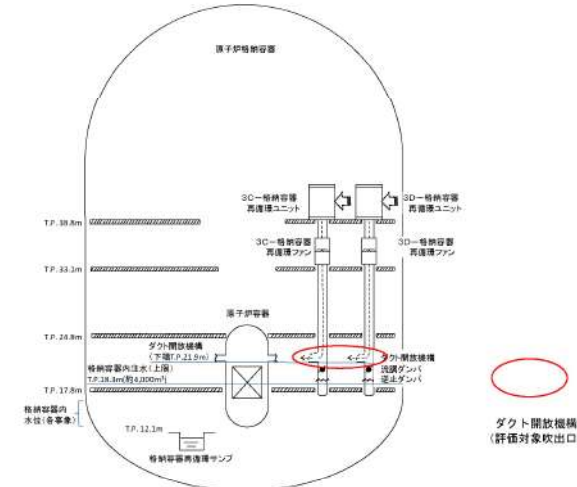 原子炉格納容器
3C-格納容器
再循環ユニット
3D-格納容器
再循環ユニット
T.P. 38.8m
3C-格納容器
再循環ファン
3D-格納容器
再循環ファン
T.P. 33.1m
原子炉容器
T.P. 24.8m
ダクト開放機構
(下端T.P.21.9m)
ダクト開放機構
格納容器内注水(上限)
流調ダンパ
T.P.18.3m(約4,000m³)
逆止ダンパ
T.P. 17.8m
格納容器内
水位(各事象)
T.P. 12.1m
格納容器再循環サンプ
ダクト開放機構
(評価対象吹出口